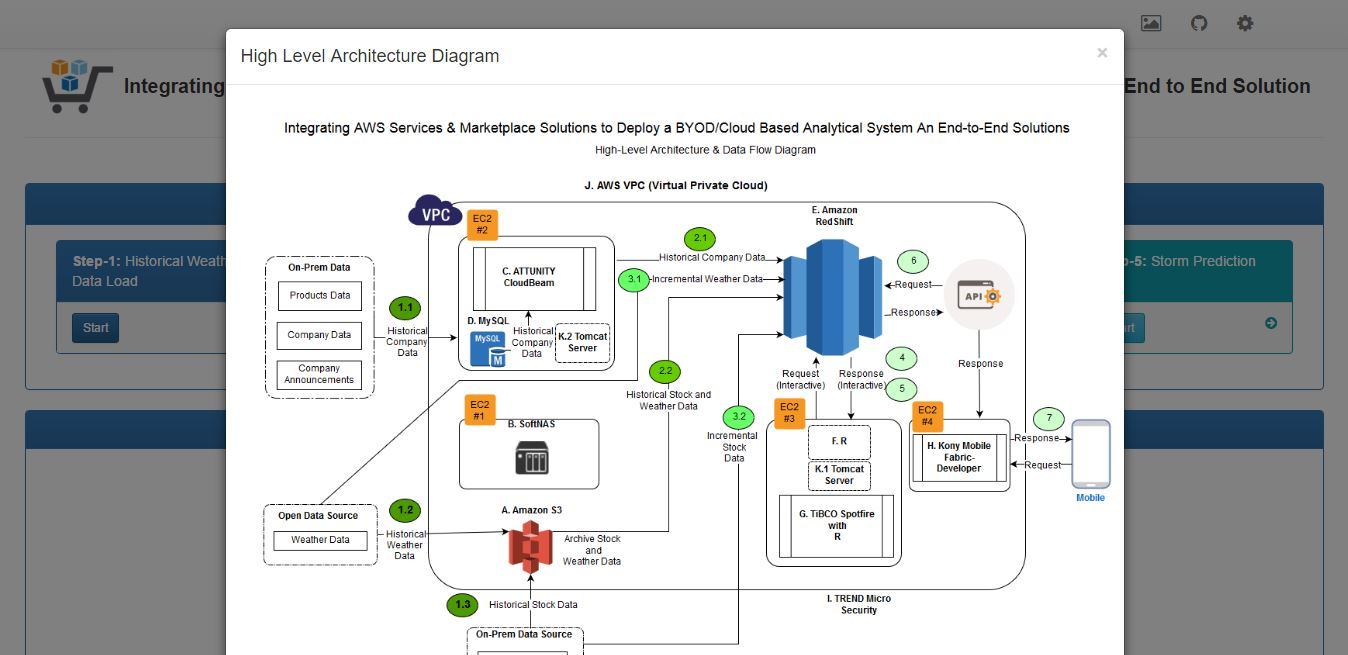 High Level Architecture Diagram
×
Integrating
End to End Solution
Integrating AWS Services & Marketplace Solutions to Deploy a BYOD/Cloud Based Analytical System An End-to-End Solutions
High-Level Architecture & Data Flow Diagram
J. AWS VPC (Virtual Private Cloud)
VPC
EC2
#2
E. Amazon
RedShift
2.1
Historical Company Data
C. ATTUNITY
CloudBeam
3.1
Incremental Weather Data
6
Request
Response
API
Step-1: Historical Weath
Data Load
Start
-5: Storm Prediction
rt
On-Prem Data
Products Data
Company Data
Company
Announcements
1.1
Historical
Company
Data
D. MySQL
MySQL
M
Historical
Company
Data
K.2 Tomcat
Server
2.2
Historical Stock and
Weather Data
Request
(Interactive)
Response
(Interactive)
4
5
Response
EC2
#1
B. SoftNAS
3.2
Incremental
Stock
Data
EC2
#3
F. R
K.1 Tomcat
Server
G. TiBCO Spotfire
with
R
EC2
#4
H. Kony Mobile
Fabric-
Developer
7
Response
Request
Mobile
Open Data Source
Weather Data
1.2
Historical
Weather
Data
A. Amazon S3
Archive Stock
and
Weather Data
I. TREND Micro
Security
1.3
Historical Stock Data
On-Prem Data Source